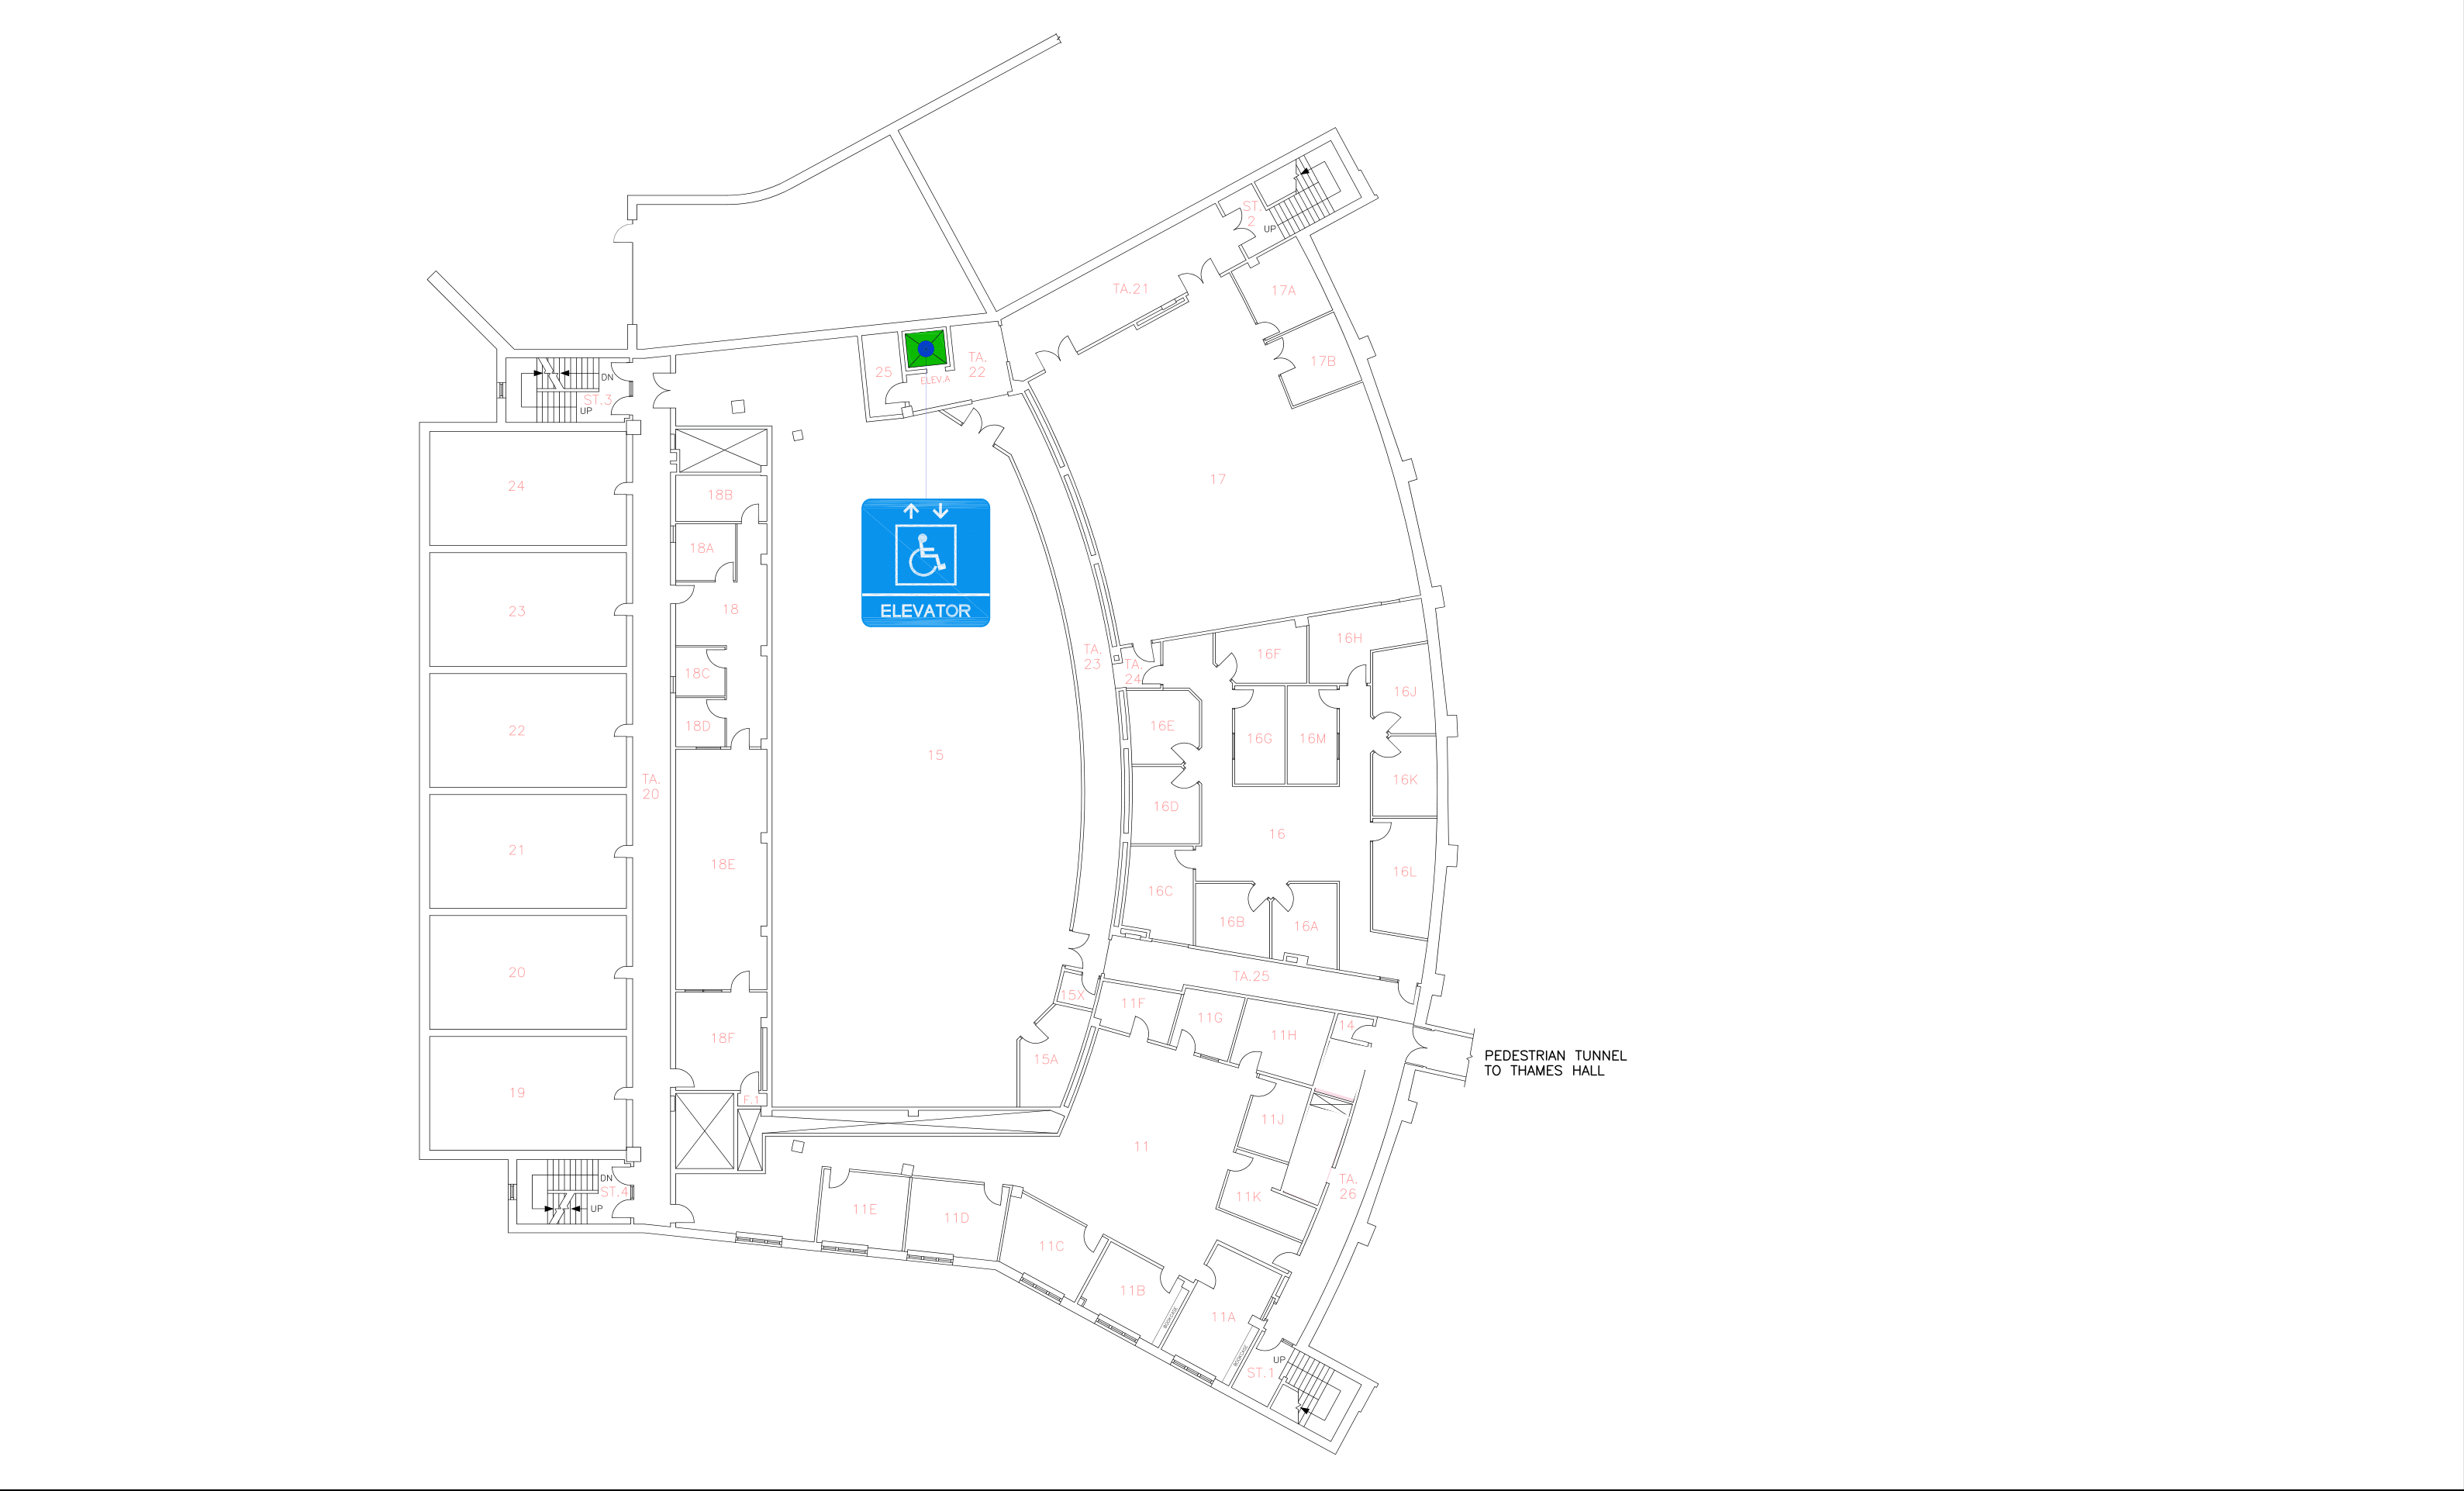 ST.
2
UP
TA.21
17A
17B
TA.
22
25
ELEV.A
DN
ST.3
UP
24
18B
17
18A
23
18
ELEVATOR
16H
TA.
23
TA.
24
16F
18C
16J
22
18D
16E
16G
16M
15
TA.
20
16K
16D
16
21
18E
16L
16C
16B
16A
20
TA.25
15X
11F
11G
14
11H
18F
15A
PEDESTRIAN TUNNEL
TO THAMES HALL
19
F.1
11J
11
DN
ST.4
UP
TA.
26
11K
11E
11D
11C
11B
BOOKCASE
11A
BOOKCASE
UP
ST.1